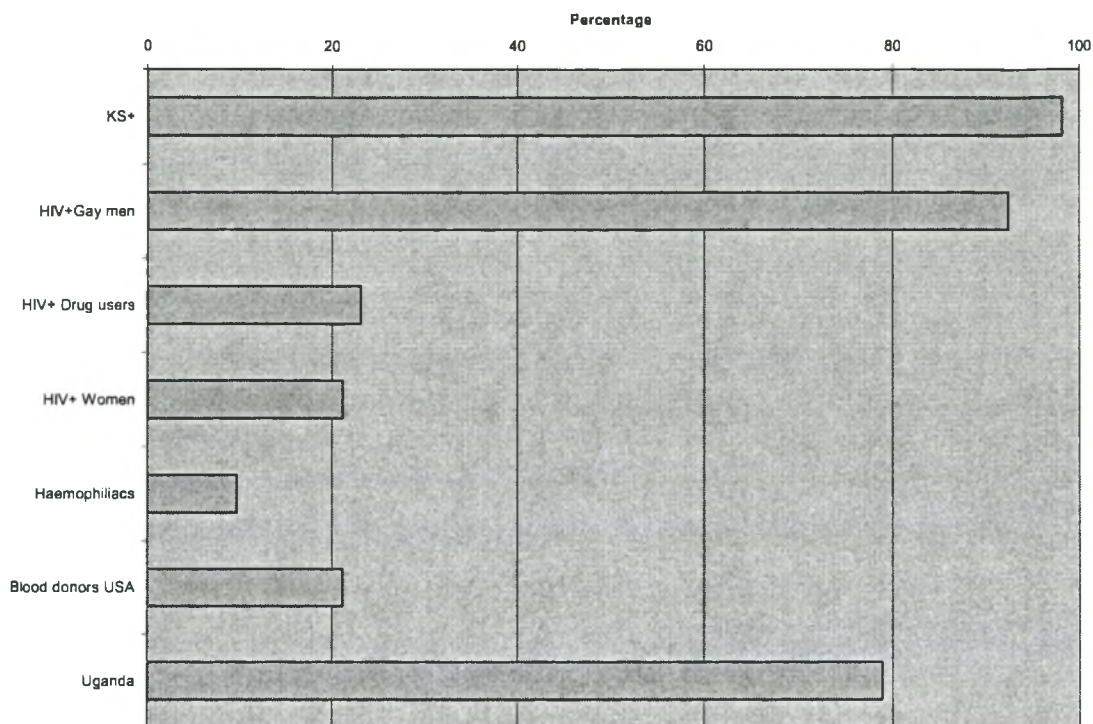 Percentage
0 20 40 60 80 100
KS+
HIV+Gay men
HIV+ Drug users
HIV+ Women
Haemophiliacs
Blood donors USA
Uganda